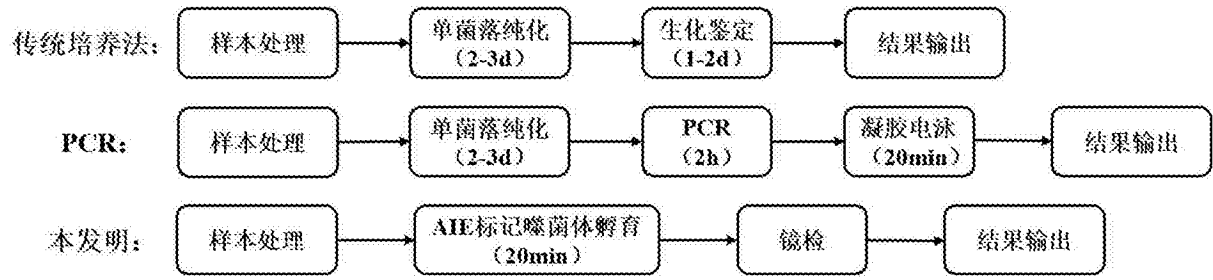 传统培养法：
样本处理
单菌落纯化
（2-3d）
生化鉴定
（1-2d）
结果输出
PCR：
样本处理
单菌落纯化
（2-3d）
PCR
（2h）
凝胶电泳
（20min）
结果输出
本发明：
样本处理
AIE标记噬菌体孵育
（20min）
镜检
结果输出